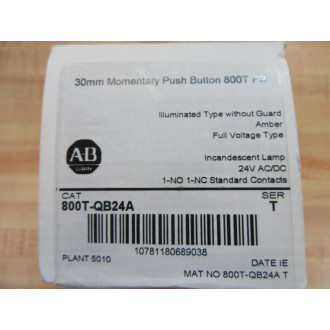 30mm Momentary Push Button 800T PB
Illuminated Type without Guard
Amber
Full Voltage Type
Incandescent Lamp
24V AC/DC
1-NO 1-NC Standard Contacts
AB
CAT
SER
800T-QB24A
T
10781180689038
PLANT 5010
DATE IE
MAT NO 800T-QB24A T